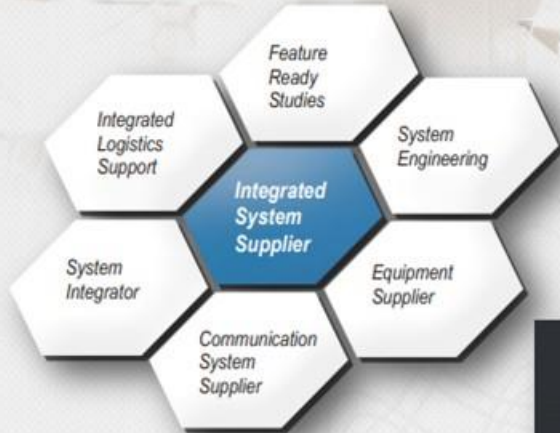 Feature
Ready
Studies
Integrated
Logistics
Support
System
Engineering
Integrated
System
Supplier
System
Integrator
Equipment
Supplier
Communication
System
Supplier